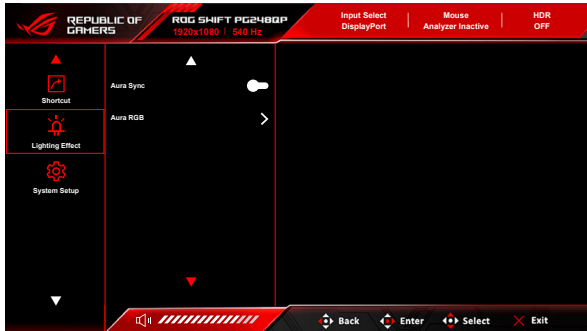 REPUBLIC OF
GAMERS
ROG SWIFT PG248QP
1920x1080 | 540 Hz
Input Select
DisplayPort
Mouse
Analyzer Inactive
HDR
OFF
Shortcut
Lighting Effect
System Setup
Aura Sync
Aura RGB
Back
Enter
Select
Exit